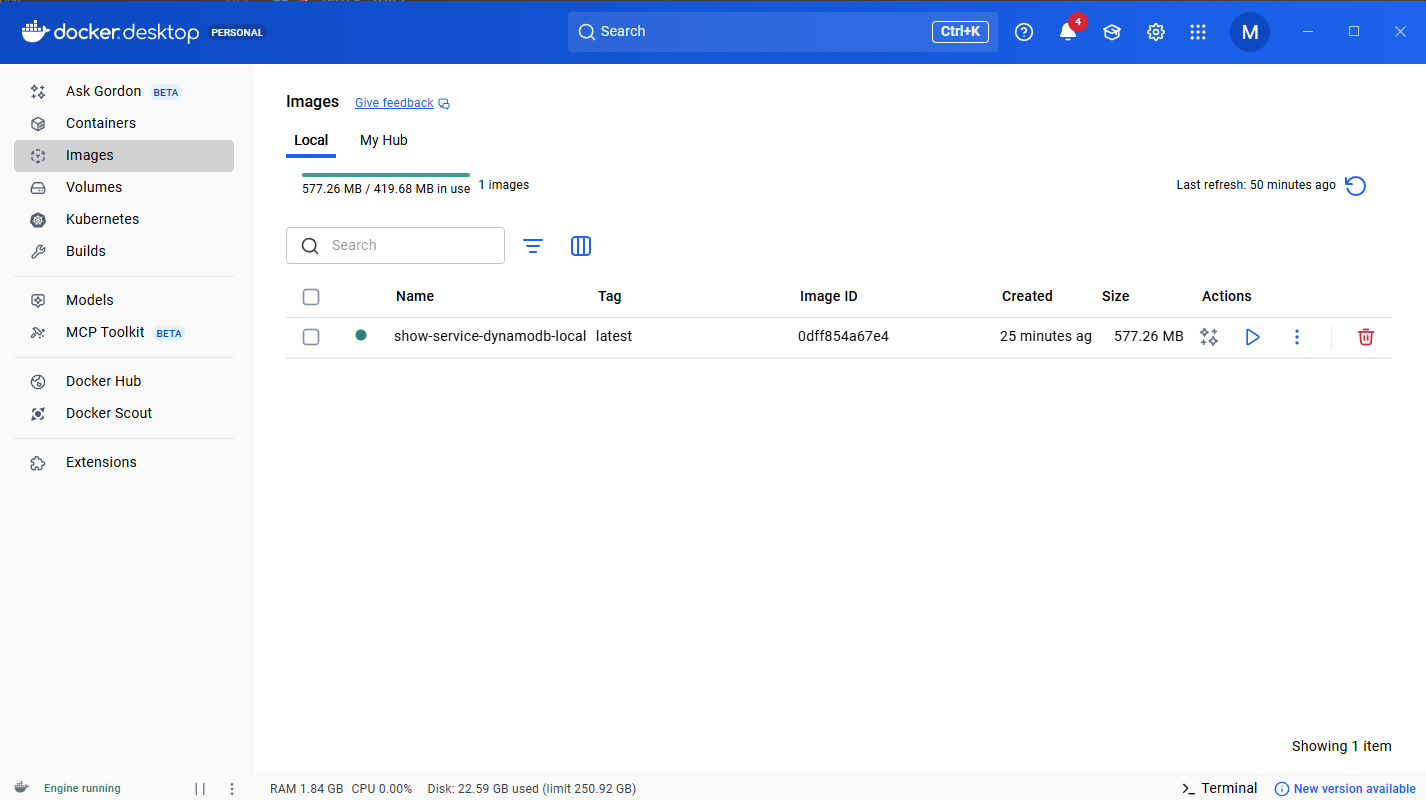 docker.desktop PERSONAL
Search Ctrl+K
4
M
Ask Gordon BETA
Containers
Images
Volumes
Kubernetes
Builds
Models
MCP Toolkit BETA
Docker Hub
Docker Scout
Extensions
Images Give feedback
Local My Hub
577.26 MB / 419.68 MB in use 1 images
Last refresh: 50 minutes ago
Search
Name Tag Image ID Created Size Actions
show-service-dynamodb-local latest 0dff854a67e4 25 minutes ag 577.26 MB
Showing 1 item
Engine running RAM 1.84 GB CPU 0.00% Disk: 22.59 GB used (limit 250.92 GB) >_ Terminal New version available